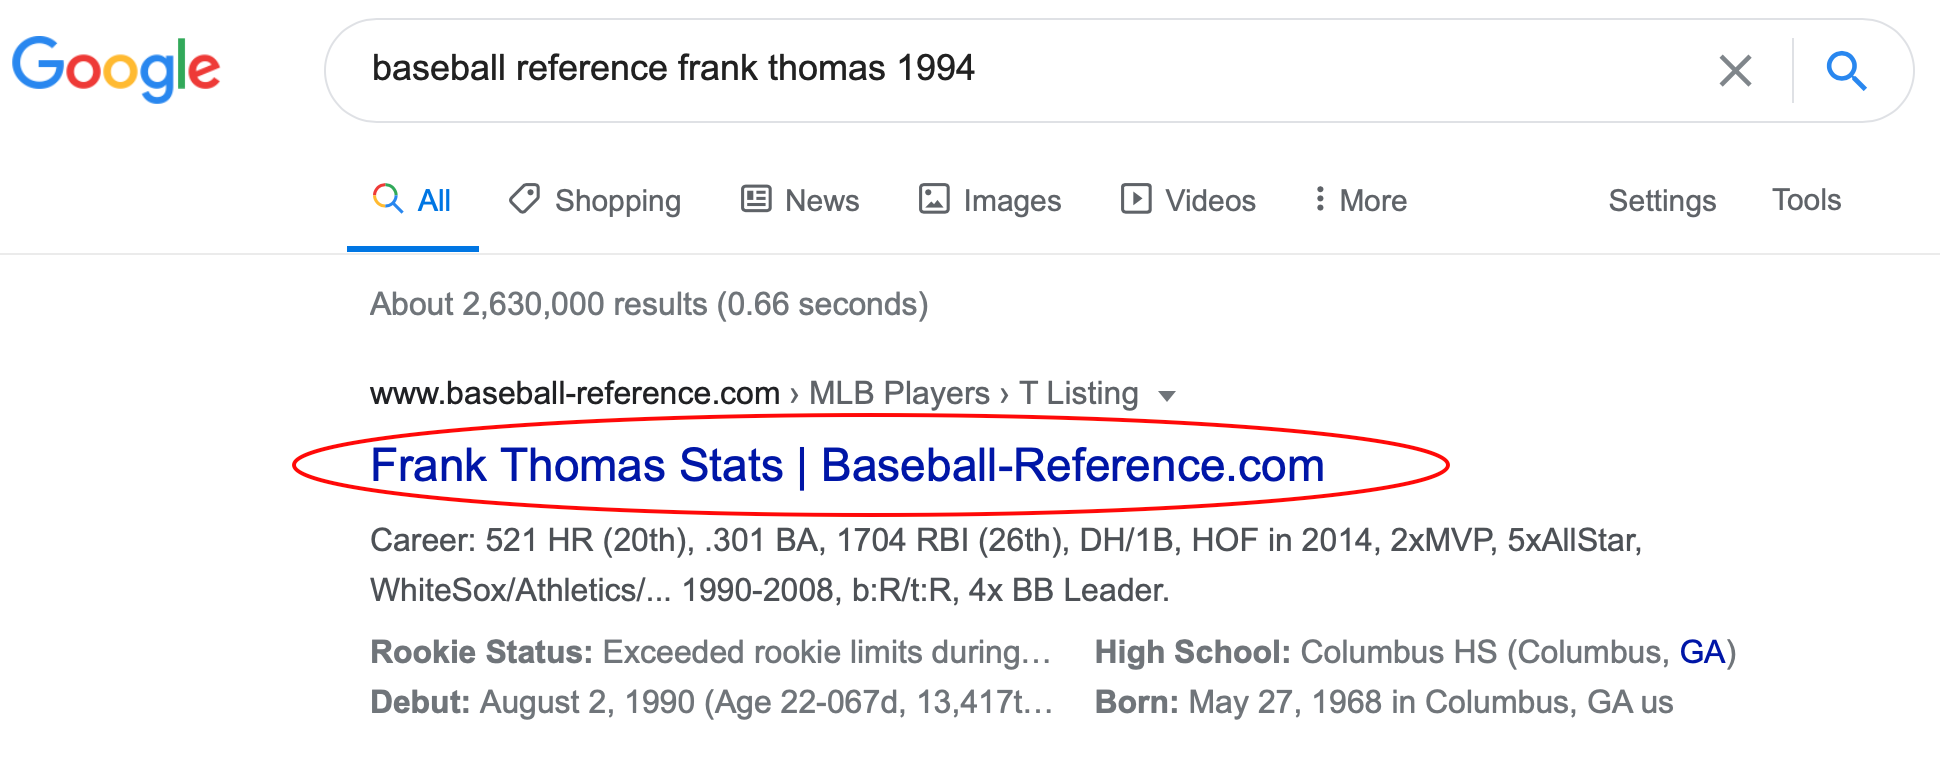 Google
baseball reference frank thomas 1994
All Shopping News Images Videos More Settings Tools
About 2,630,000 results (0.66 seconds)
www.baseball-reference.com › MLB Players › T Listing
Frank Thomas Stats | Baseball-Reference.com
Career: 521 HR (20th), .301 BA, 1704 RBI (26th), DH/1B, HOF in 2014, 2xMVP, 5xAllStar,
WhiteSox/Athletics/... 1990-2008, b:R/t:R, 4x BB Leader.
Rookie Status: Exceeded rookie limits during... High School: Columbus HS (Columbus, GA)
Debut: August 2, 1990 (Age 22-067d, 13,417t... Born: May 27, 1968 in Columbus, GA us